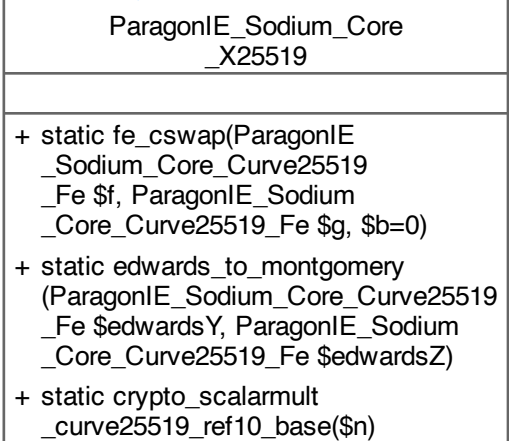 ParagonIE_Sodium_Core
_X25519
+ static fe_cswap(ParagonIE
_Sodium_Core_Curve25519
_Fe $f, ParagonIE_Sodium
_Core_Curve25519_Fe $g, $b=0)
+ static edwards_to_montgomery
(ParagonIE_Sodium_Core_Curve25519
_Fe $edwardsY, ParagonIE_Sodium
_Core_Curve25519_Fe $edwardsZ)
+ static crypto_scalarmult
_curve25519_ref10_base($n)